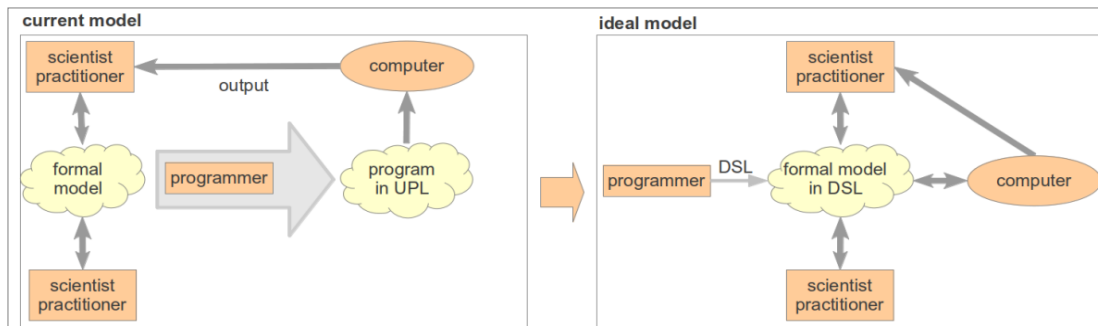 current model
scientist
practitioner
output
computer
formal
model
programmer
program
in UPL
scientist
practitioner
ideal model
scientist
practitioner
programmer
DSL
formal model
in DSL
computer
scientist
practitioner